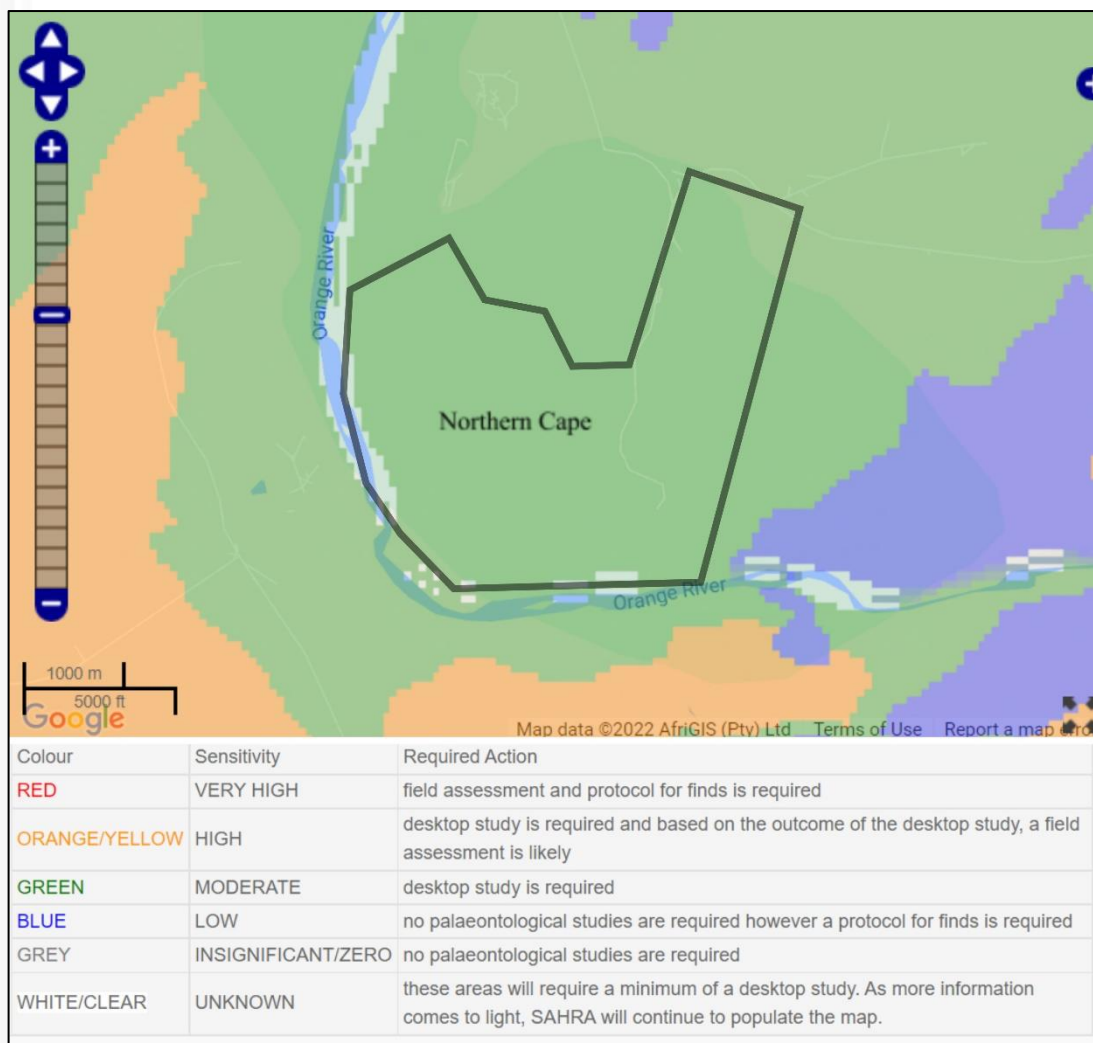 Orange River
Northern Cape
Orange River
1000 m
5000 ft
Google
Map data ©2022 AfriGIS (Pty) Ltd Terms of Use Report a map erro
Colour Sensitivity Required Action
RED VERY HIGH field assessment and protocol for finds is required
ORANGE/YELLOW HIGH desktop study is required and based on the outcome of the desktop study, a field
assessment is likely
GREEN MODERATE desktop study is required
BLUE LOW no palaeontological studies are required however a protocol for finds is required
GREY INSIGNIFICANT/ZERO no palaeontological studies are required
WHITE/CLEAR UNKNOWN these areas will require a minimum of a desktop study. As more information
comes to light, SAHRA will continue to populate the map.